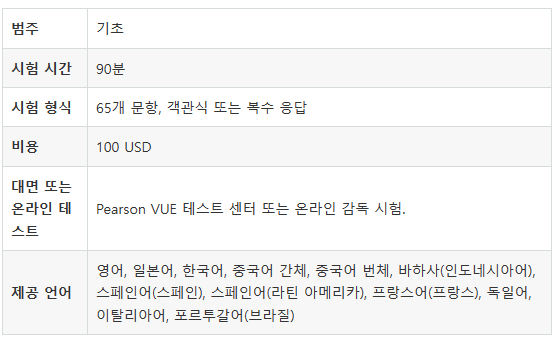 범주 기초
시험 시간 90분
시험 형식 65개 문항, 객관식 또는 복수 응답
비용 100 USD
대면 또는
온라인 테
스트
Pearson VUE 테스트 센터 또는 온라인 감독 시험.
제공 언어
영어, 일본어, 한국어, 중국어 간체, 중국어 번체, 바하사(인도네시아어),
스페인어(스페인), 스페인어(라틴 아메리카), 프랑스어(프랑스), 독일어,
이탈리아어, 포르투갈어(브라질)